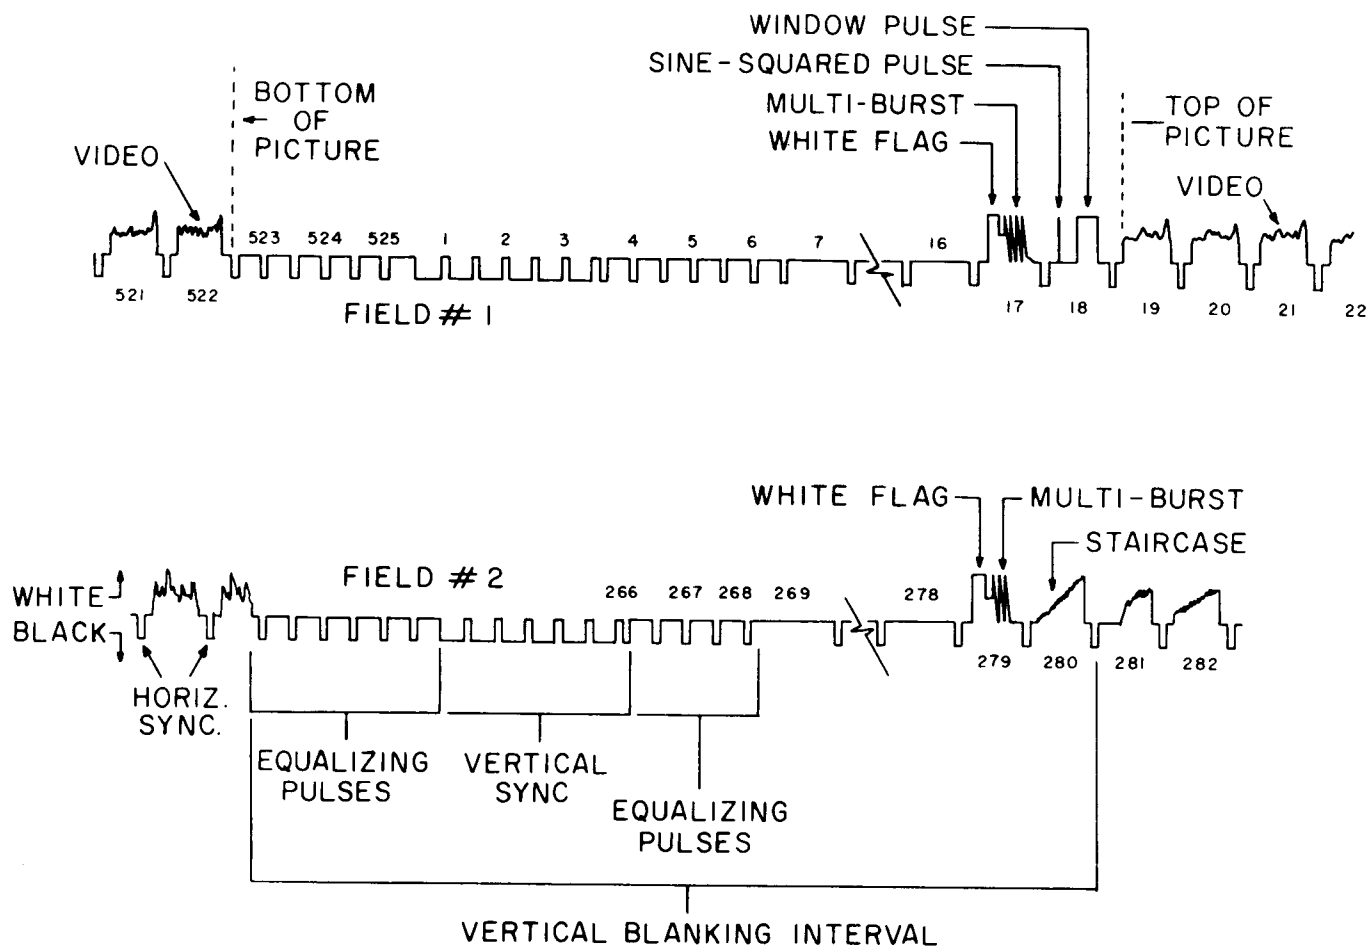 WINDOW PULSE
SINE-SQUARED PULSE
MULTI-BURST
WHITE FLAG
BOTTOM
OF
PICTURE
TOP OF
PICTURE
VIDEO
VIDEO
523 524 525 1 2 3 4 5 6 7 16
521 522 17 18 19 20 21 22
FIELD # 1
WHITE FLAG
MULTI-BURST
STAIRCASE
FIELD # 2
WHITE
BLACK
266 267 268 269 278
279 280 281 282
HORIZ.
SYNC.
EQUALIZING
PULSES
VERTICAL
SYNC
EQUALIZING
PULSES
VERTICAL BLANKING INTERVAL